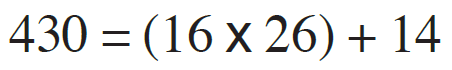 430 = (16 x 26) + 14